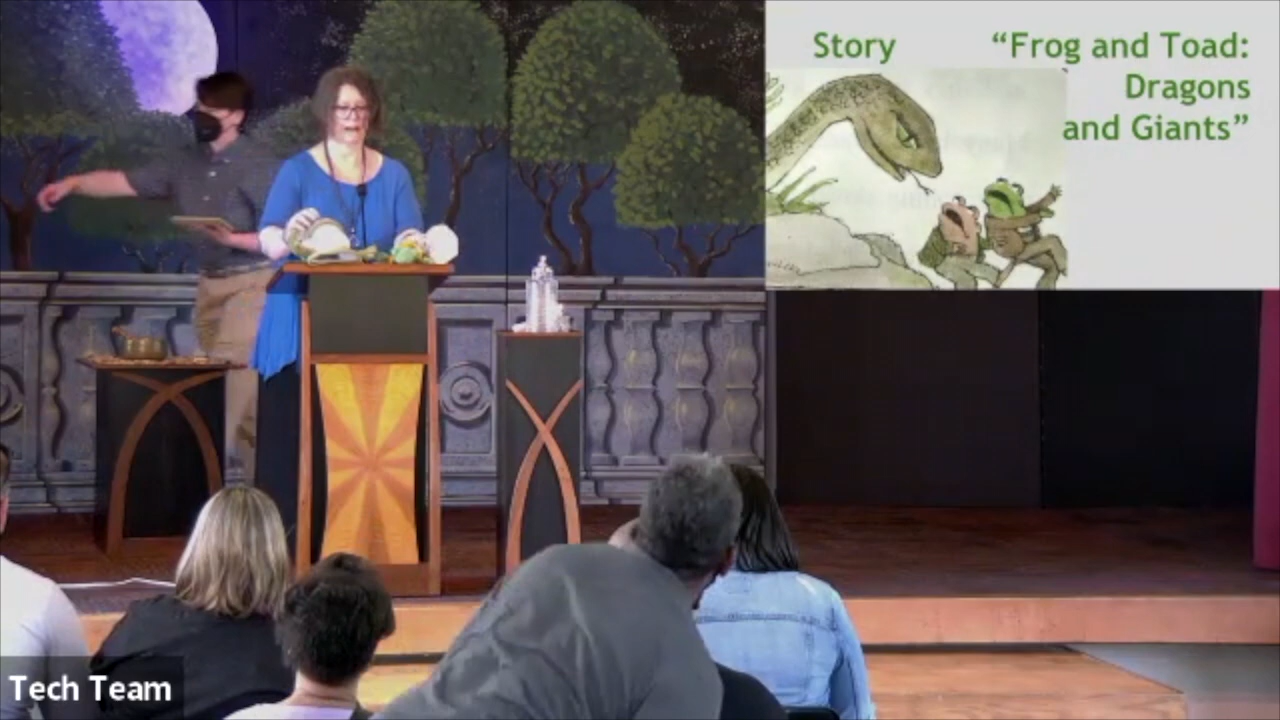 Story
“Frog and Toad:
Dragons
and Giants”
Tech Team